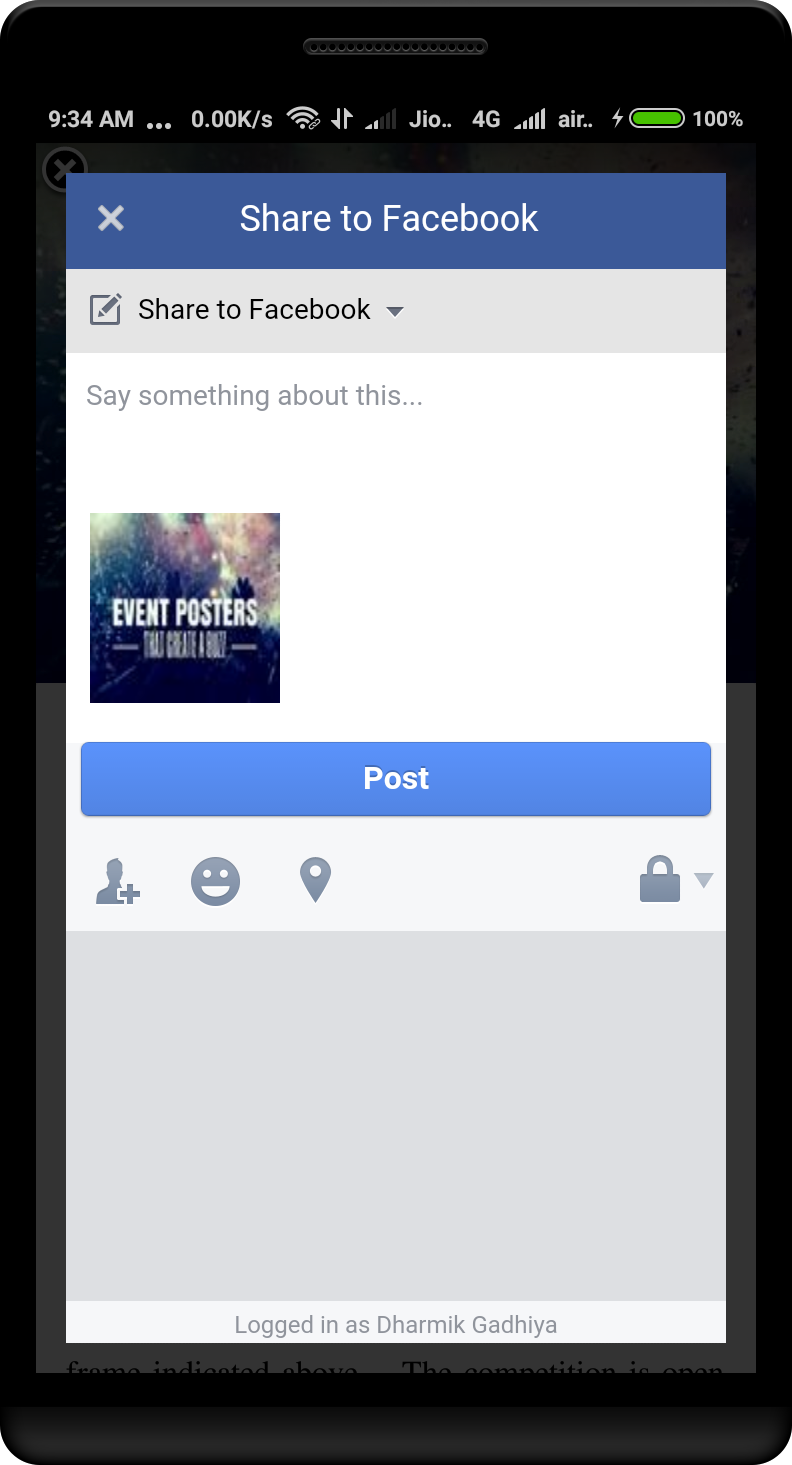 9:34 AM ... 0.00K/s Jio.. 4G air.. 100%
Share to Facebook
Share to Facebook
Say something about this...
EVENT POSTERS
THAT CREATE A BUZZ
Post
Logged in as Dharmik Gadhiya
frame indicated above. The competition is open